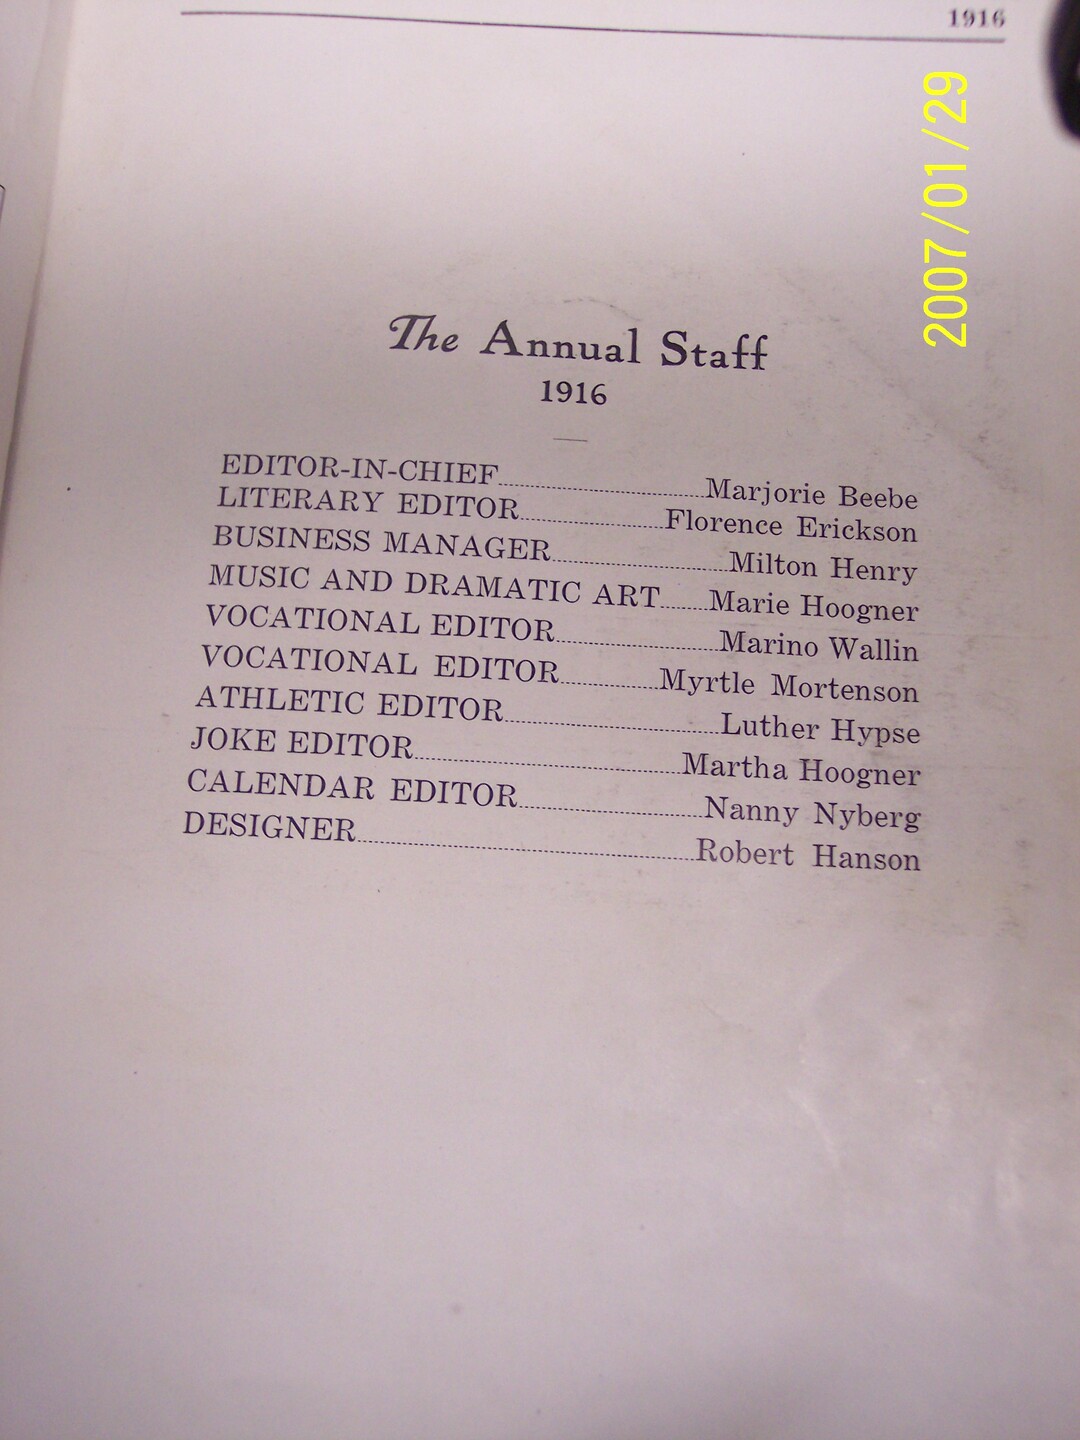 1916
2007/01/29
The Annual Staff
1916
EDITOR-IN-CHIEF........Marjorie Beebe
LITERARY EDITOR........Florence Erickson
BUSINESS MANAGER........Milton Henry
MUSIC AND DRAMATIC ART........Marie Hoogner
VOCATIONAL EDITOR........Marino Wallin
VOCATIONAL EDITOR........Myrtle Mortenson
ATHLETIC EDITOR........Luther Hypse
JOKE EDITOR........Martha Hoogner
CALENDAR EDITOR........Nanny Nyberg
DESIGNER........Robert Hanson